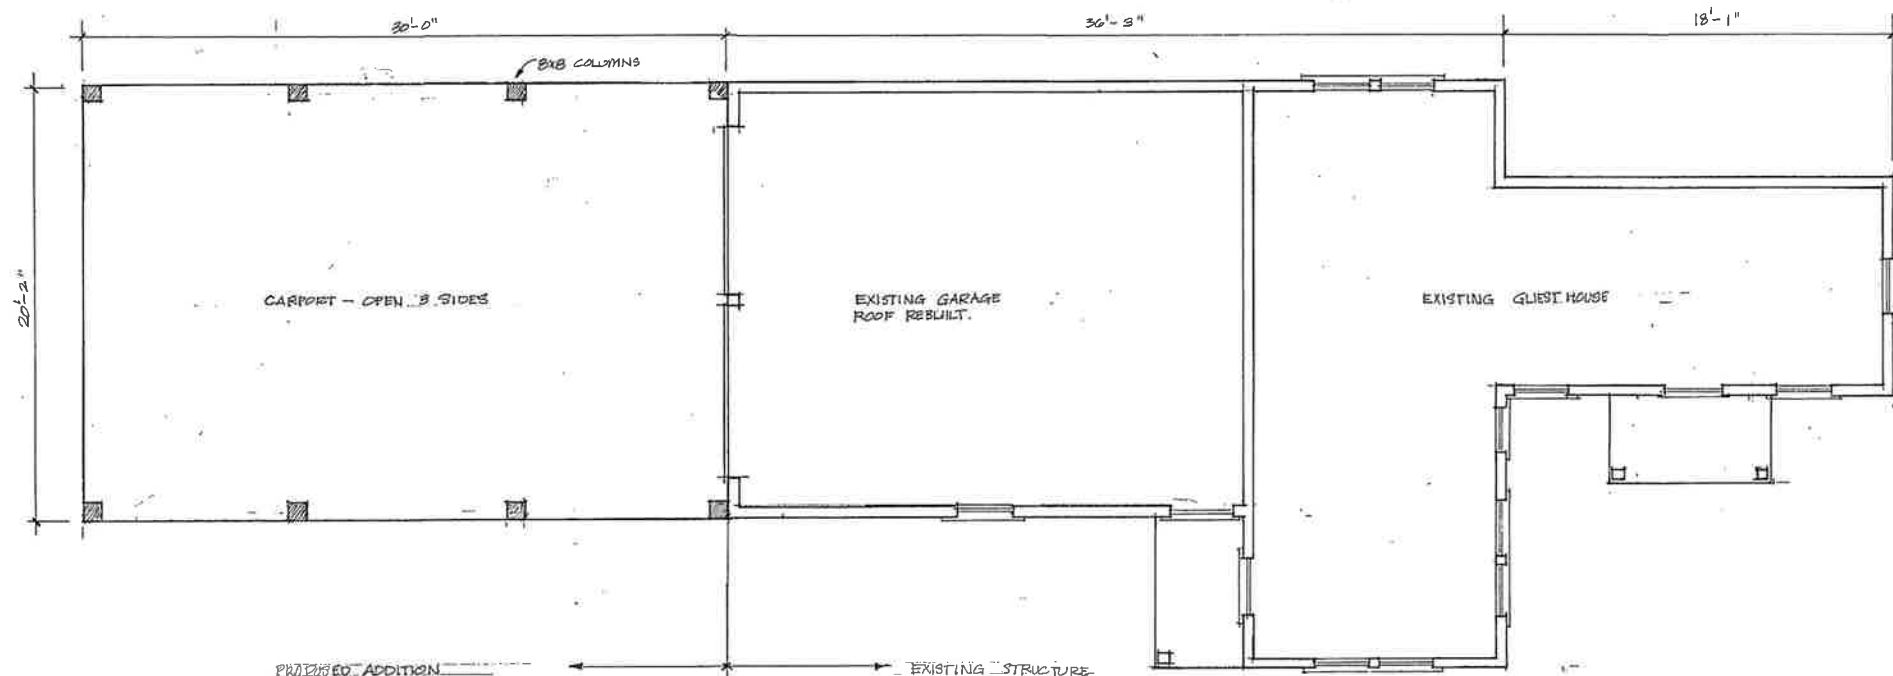 30'-0"
36'-3"
18'-1"
8x8 COLUMNS
20'-2"
CARPORT - OPEN 3 SIDES
EXISTING GARAGE
ROOF REBUILT.
EXISTING GUEST HOUSE
PROPOSED ADDITION
EXISTING STRUCTURE